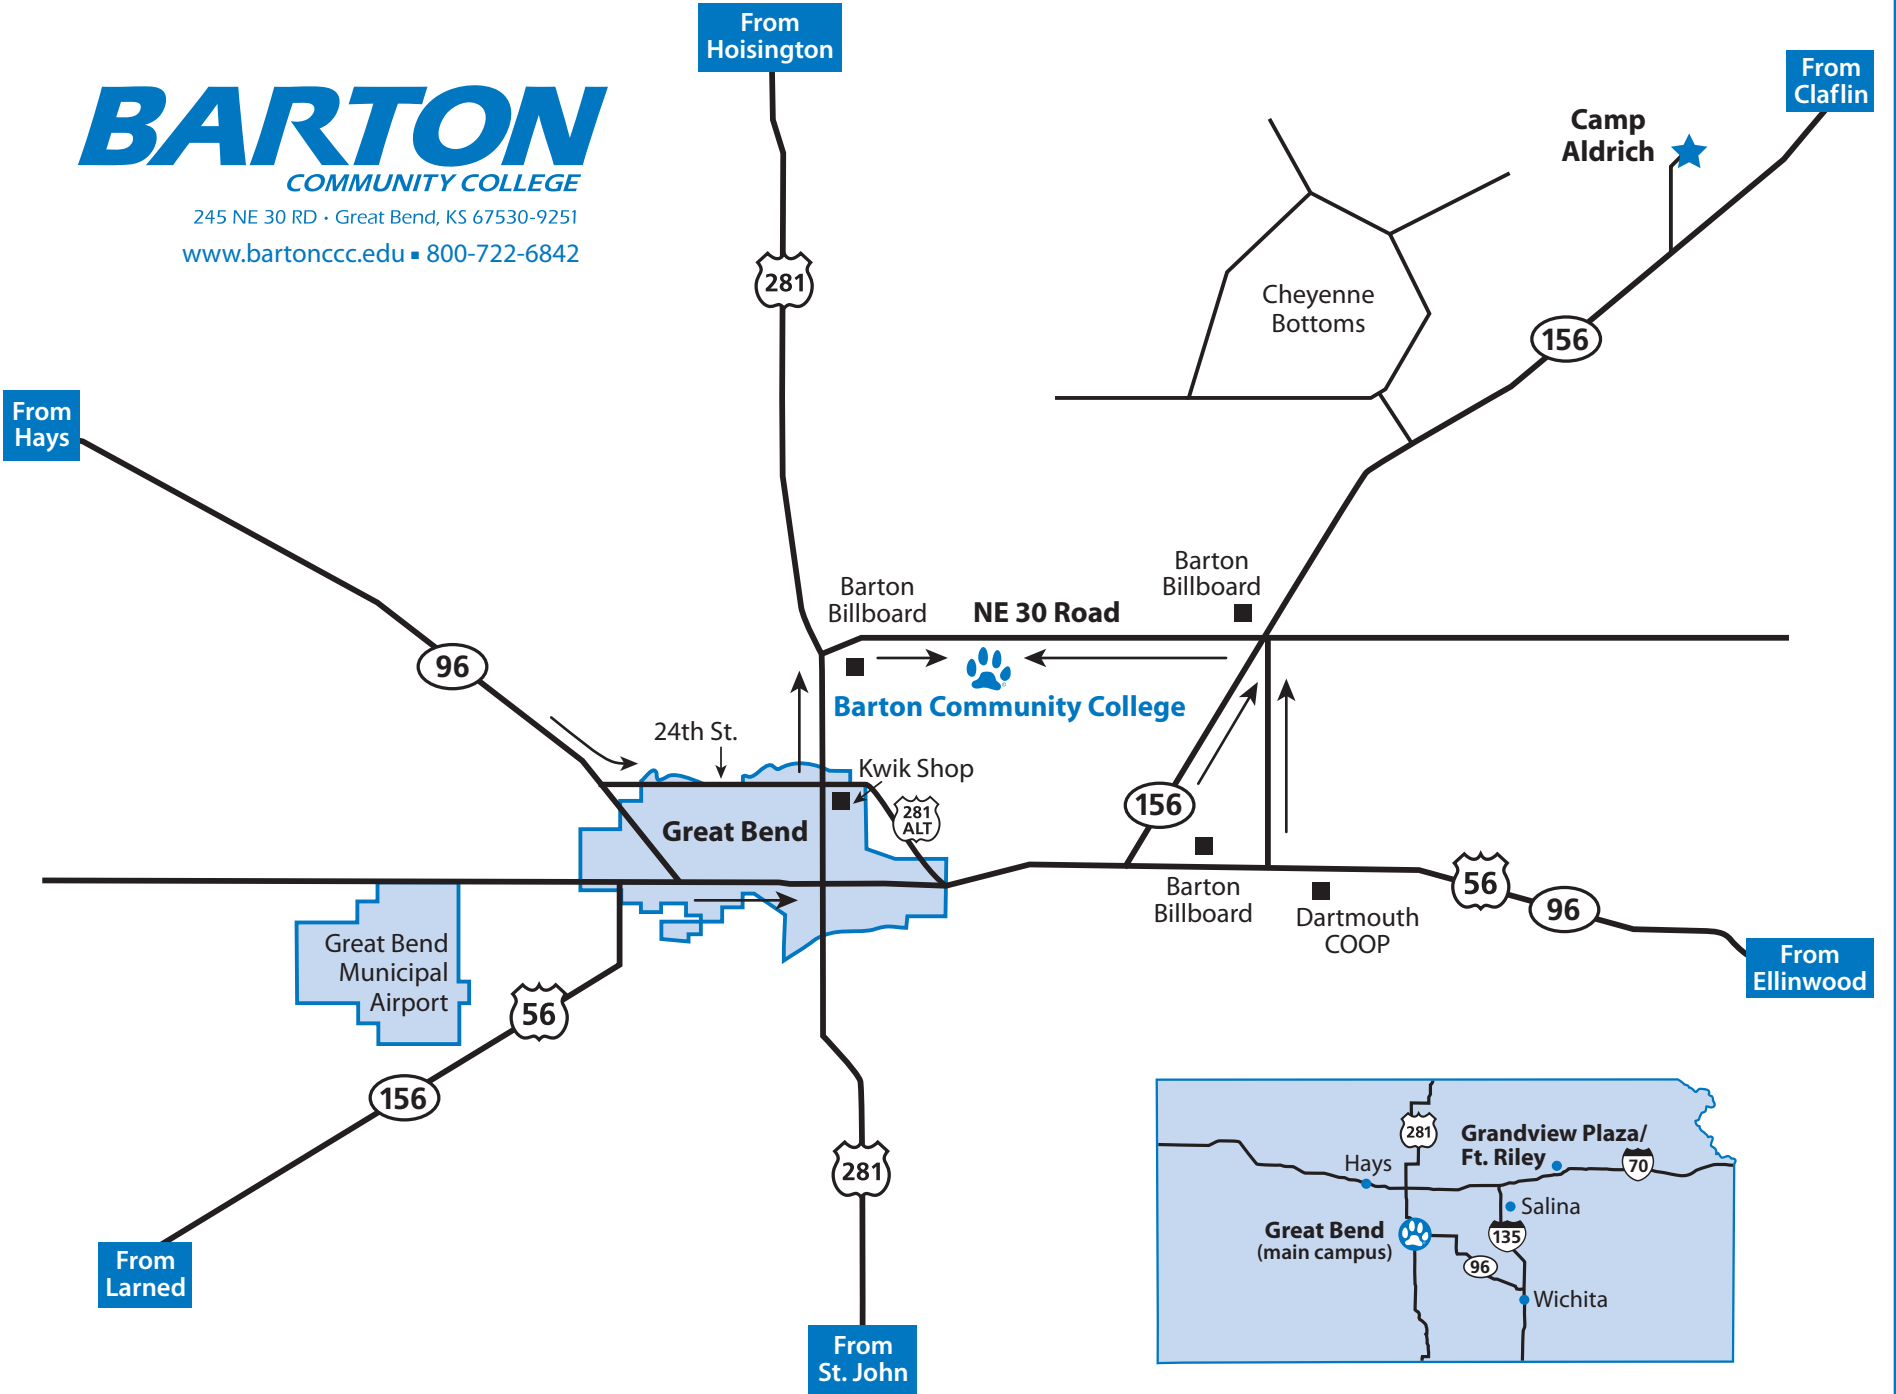 From
Hoisington
BARTON
COMMUNITY COLLEGE
245 NE 30 RD • Great Bend, KS 67530-9251
www.bartonccc.edu ■ 800-722-6842
From
Claflin
Camp
Aldrich
281
Cheyenne
Bottoms
156
From
Hays
96
Barton
Billboard
NE 30 Road
Barton
Billboard
Barton Community College
24th St.
Kwik Shop
281
ALT
Great Bend
156
Barton
Billboard
Dartmouth
COOP
56
96
From
Ellinwood
Great Bend
Municipal
Airport
56
156
281
From
Larned
From
St. John
281
Grandview Plaza/
Ft. Riley
70
Hays
Salina
Great Bend
(main campus)
135
96
Wichita